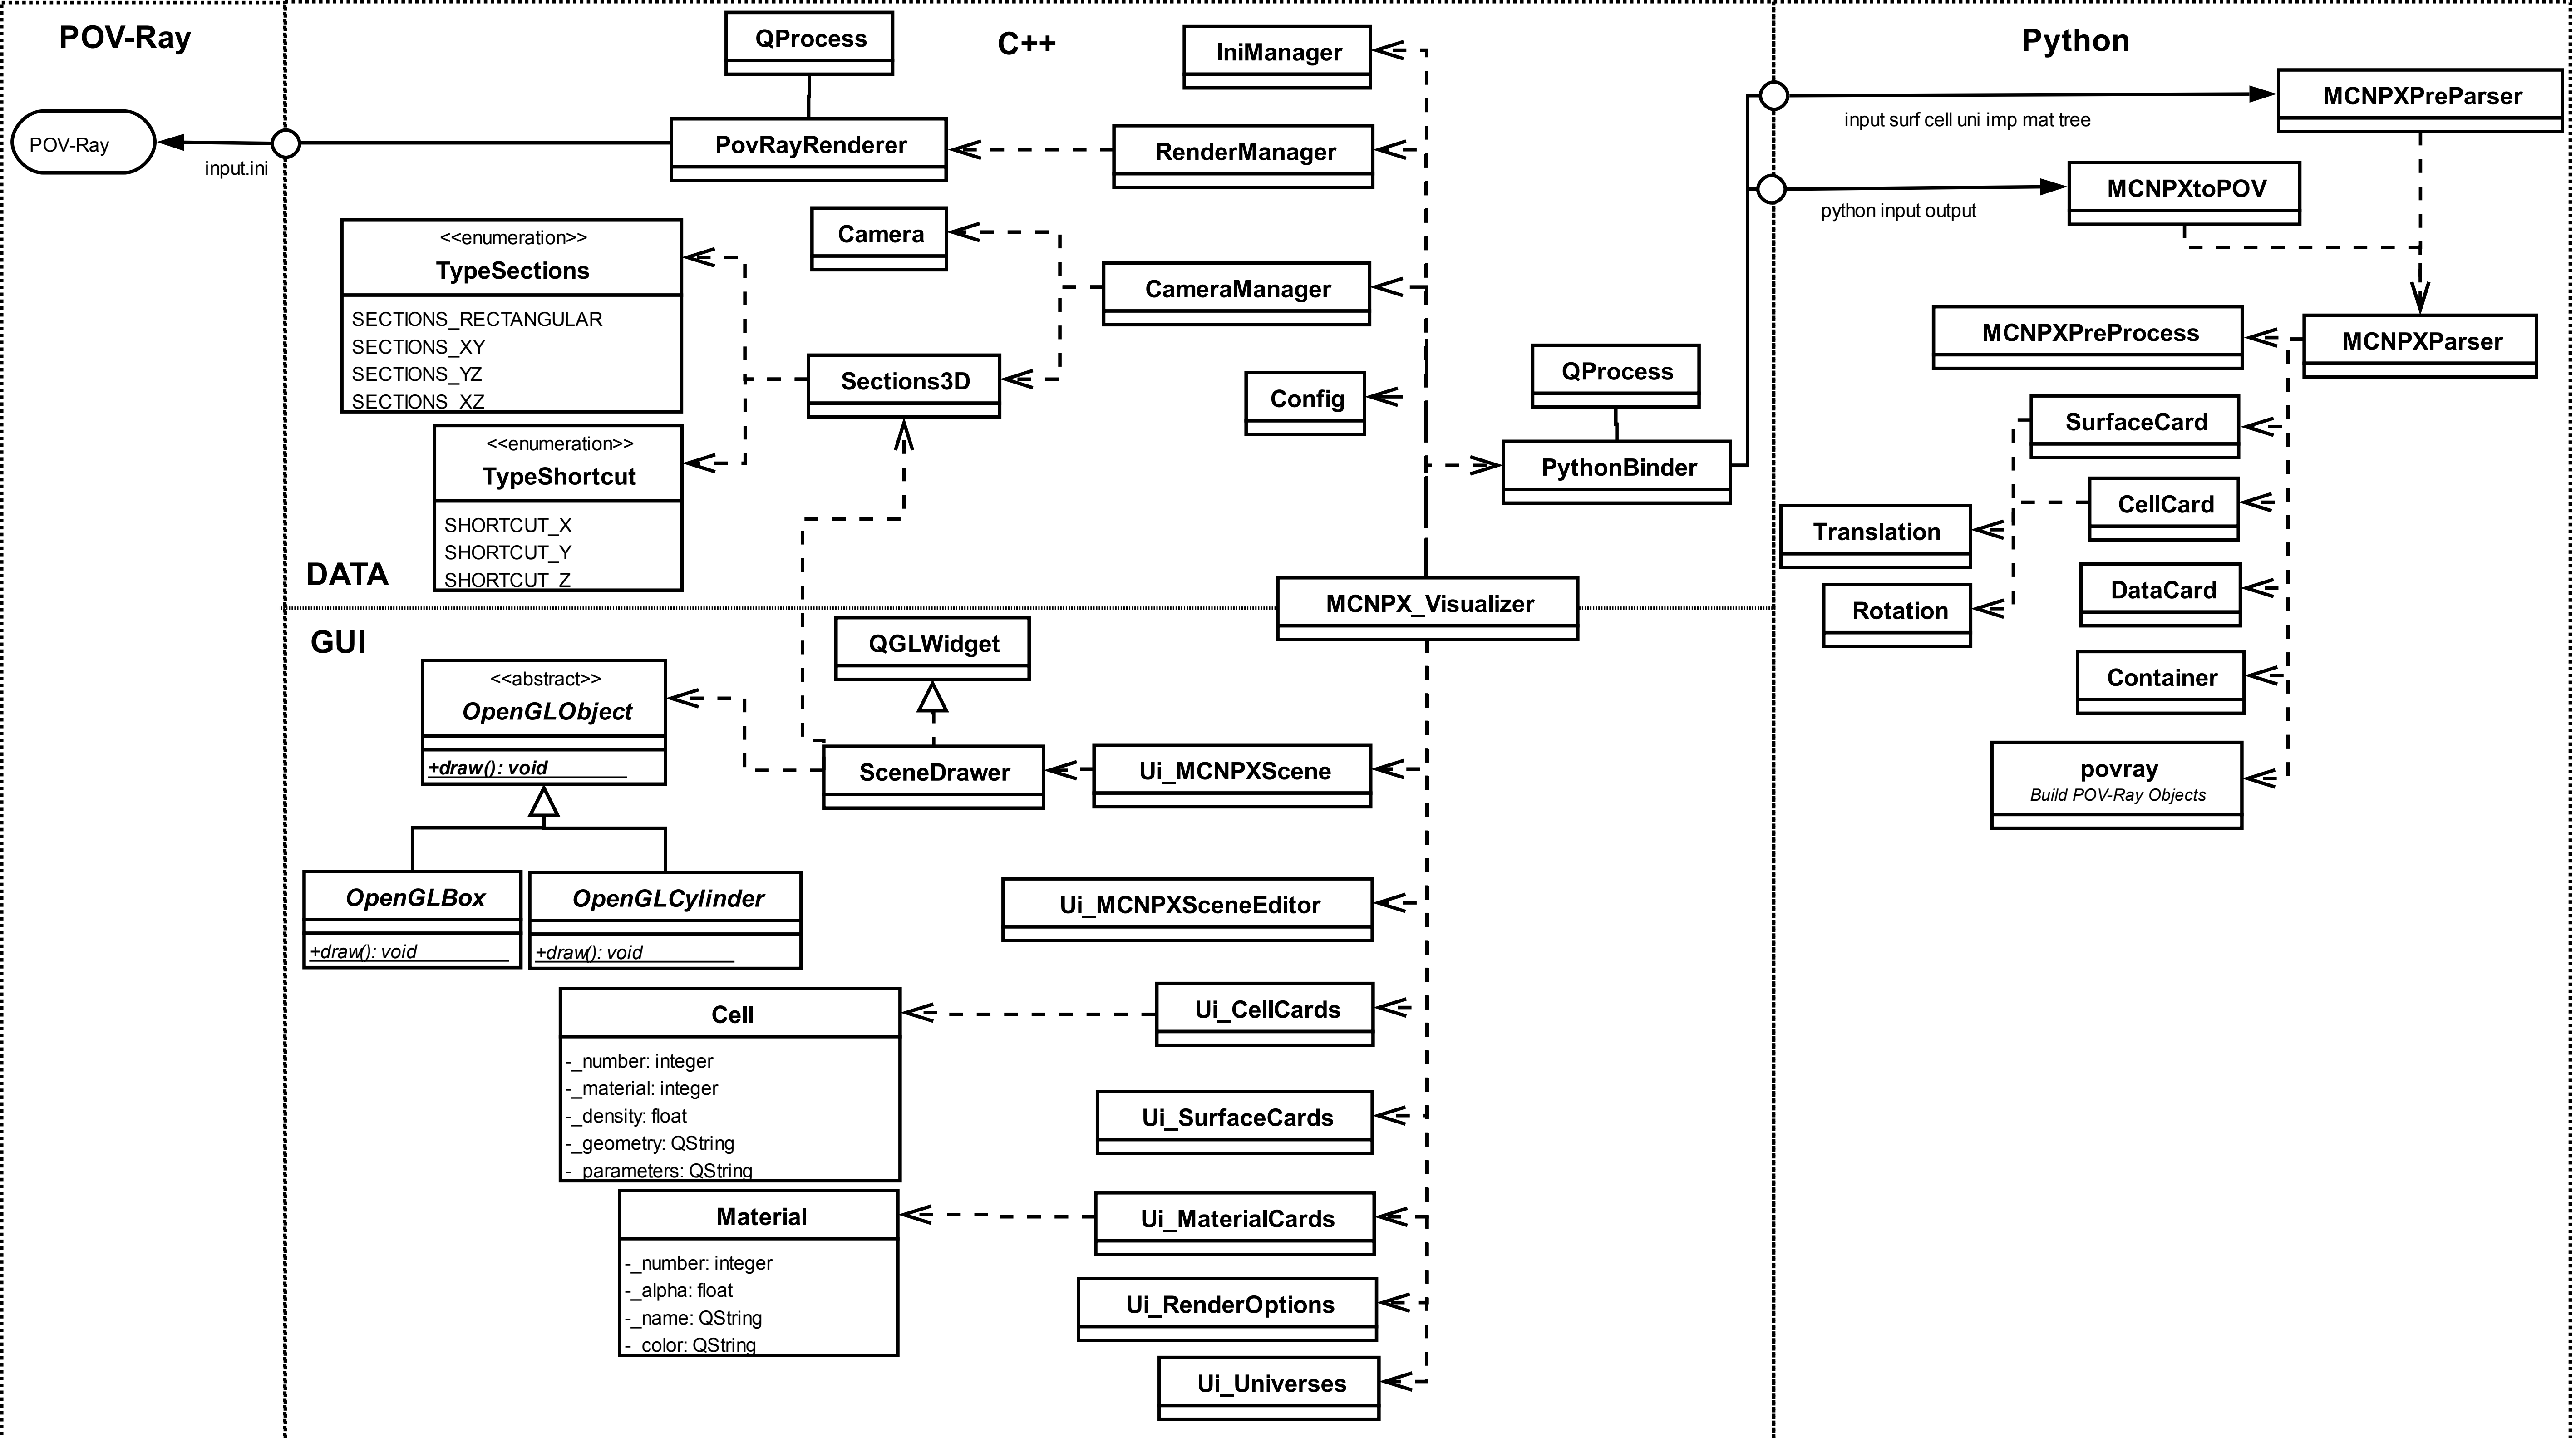 POV-Ray
POV-Ray
input.ini
C++
QProcess
PovRayRenderer
IniManager
RenderManager
Camera
CameraManager
<<enumeration>>
TypeSections
SECTIONS_RECTANGULAR
SECTIONS_XY
SECTIONS_YZ
SECTIONS_XZ
Sections3D
Config
<<enumeration>>
TypeShortcut
SHORTCUT_X
SHORTCUT_Y
SHORTCUT_Z
QProcess
PythonBinder
DATA
MCNPX_Visualizer
GUI
QGLWidget
<<abstract>>
OpenGLObject
+draw(): void
SceneDrawer
Ui_MCNPXScene
OpenGLBox
+draw(): void
OpenGLCylinder
+draw(): void
Ui_MCNPXSceneEditor
Cell
-_number: integer
-_material: integer
-_density: float
-_geometry: QString
-_parameters: QString
Ui_CellCards
Ui_SurfaceCards
Material
-_number: integer
-_alpha: float
-_name: QString
-_color: QString
Ui_MaterialCards
Ui_RenderOptions
Ui_Universes
Python
MCNPXPreParser
input surf cell uni imp mat tree
MCNPXtoPOV
python input output
MCNPXPreProcess
MCNPXParser
SurfaceCard
CellCard
Translation
DataCard
Rotation
Container
povray
Build POV-Ray Objects